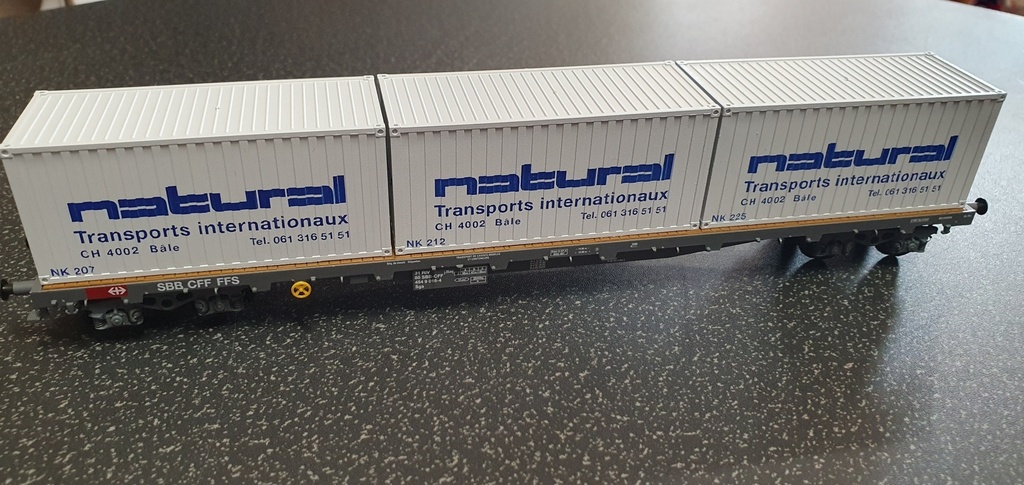 natural
Transports internationaux
CH 4002 Bâle Tel. 061 316 51 51
NK 207
natural
Transports internationaux
CH 4002 Bâle Tel. 061 316 51 51
NK 212
natural
Transports internationaux
CH 4002 Bâle Tel. 061 316 51 51
NK 225
SBB CFF FFS